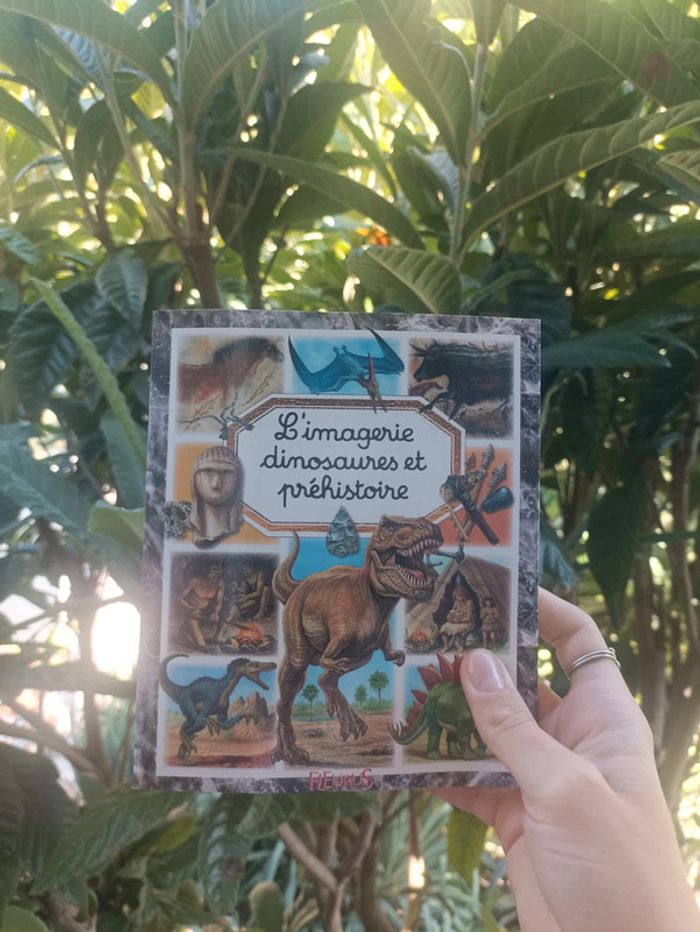 L'imagerie
dinosaures et
préhistoire
FLEURUS